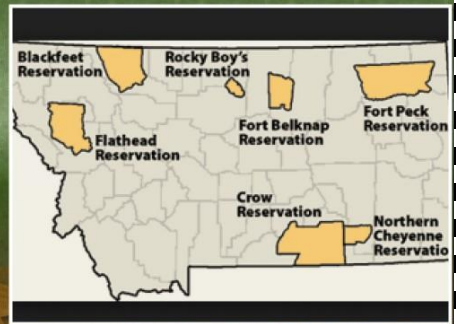 Blackfeet
Reservation
Rocky Boy's
Reservation
Fort Peck
Reservation
Fort Belknap
Reservation
Flathead
Reservation
Crow
Reservation
Northern
Cheyenne
Reservatio